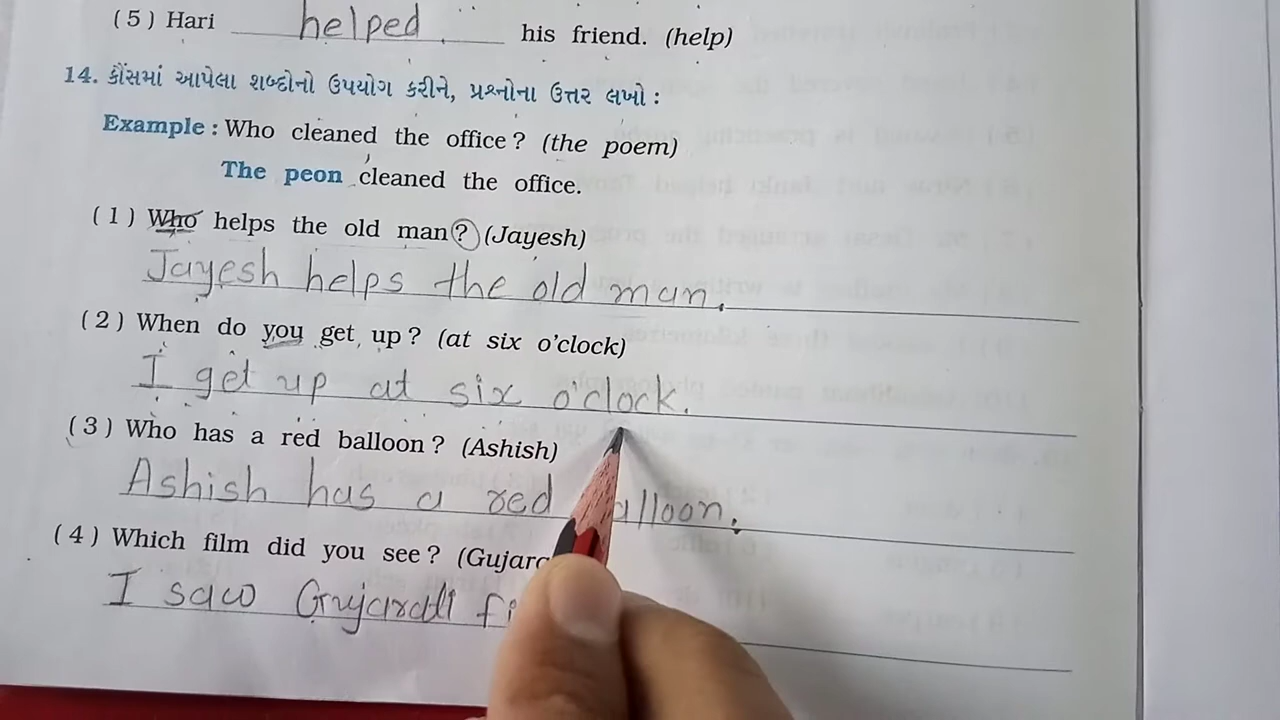 (5) Hari helped his friend. (help)
14. કૌંસમાં આપેલા શબ્દોનો ઉપયોગ કરીને, પ્રશ્નોના ઉત્તર લખો :
Example : Who cleaned the office? (the poem)
The peon cleaned the office.
(1) Who helps the old man? (Jayesh)
Jayesh helps the old man.
(2) When do you get up? (at six o'clock)
I get up at six o'clock.
(3) Who has a red balloon? (Ashish)
Ashish has a red alloon.
(4) Which film did you see?
I saw Gujarati